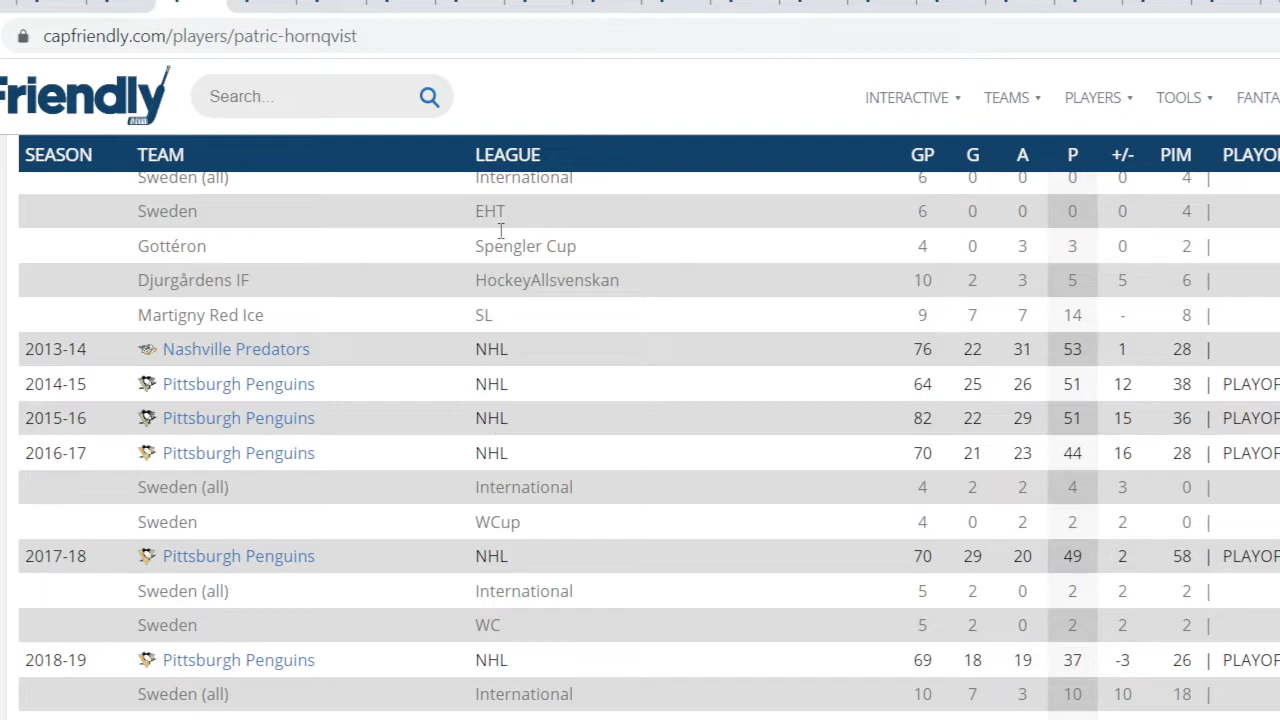 capfriendly.com/players/patric-hornqvist
Friendly Search... INTERACTIVE TEAMS PLAYERS TOOLS FANTA
SEASON TEAM LEAGUE GP G A P +/- PIM PLAYO
Sweden (all) International 6 0 0 0 0 4 |
Sweden EHT 6 0 0 0 0 4 |
Gottéron Spengler Cup 4 0 3 3 0 2 |
Djurgårdens IF HockeyAllsvenskan 10 2 3 5 5 6 |
Martigny Red Ice SL 9 7 7 14 - 8 |
2013-14 Nashville Predators NHL 76 22 31 53 1 28 |
2014-15 Pittsburgh Penguins NHL 64 25 26 51 12 38 | PLAYOF
2015-16 Pittsburgh Penguins NHL 82 22 29 51 15 36 | PLAYOF
2016-17 Pittsburgh Penguins NHL 70 21 23 44 16 28 | PLAYOF
Sweden (all) International 4 2 2 4 3 0 |
Sweden WCup 4 0 2 2 2 0 |
2017-18 Pittsburgh Penguins NHL 70 29 20 49 2 58 | PLAYOF
Sweden (all) International 5 2 0 2 2 2 |
Sweden WC 5 2 0 2 2 2 |
2018-19 Pittsburgh Penguins NHL 69 18 19 37 -3 26 | PLAYOF
Sweden (all) International 10 7 3 10 10 18 |